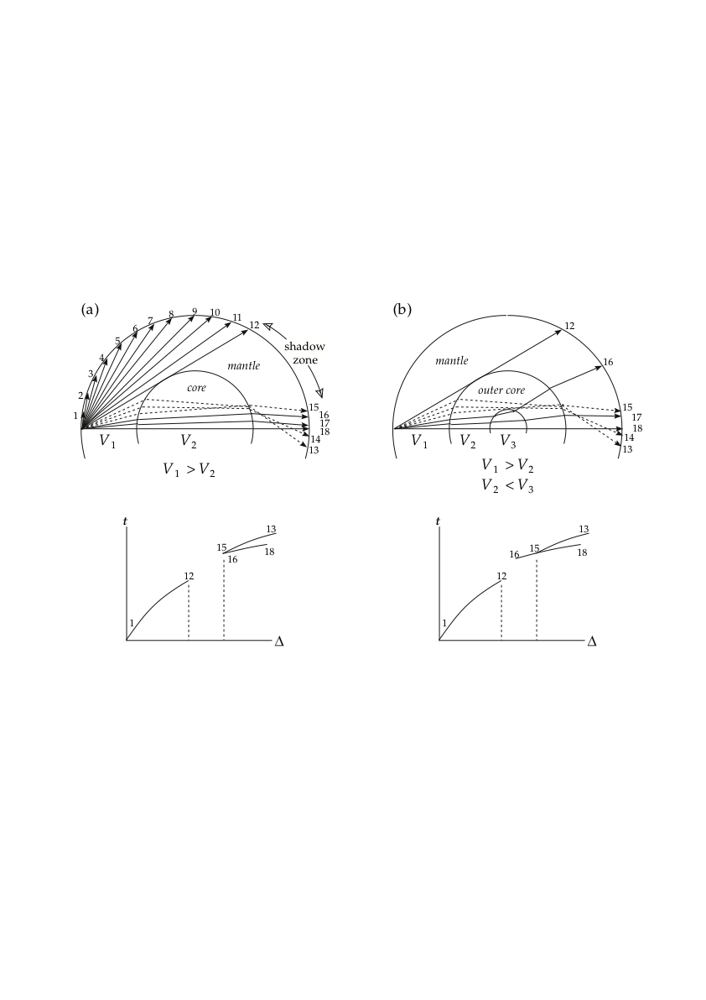 (a)
1
2
3
4
5
6
7
8
9
10
11
12
shadow
zone
mantle
core
15
16
17
18
14
13
V1
V2
V1 > V2
t
1
12
15
16
13
18
Δ
(b)
12
16
mantle
outer core
15
17
18
14
13
V1
V2
V3
V1 > V2
V2 < V3
t
1
12
16
15
13
18
Δ